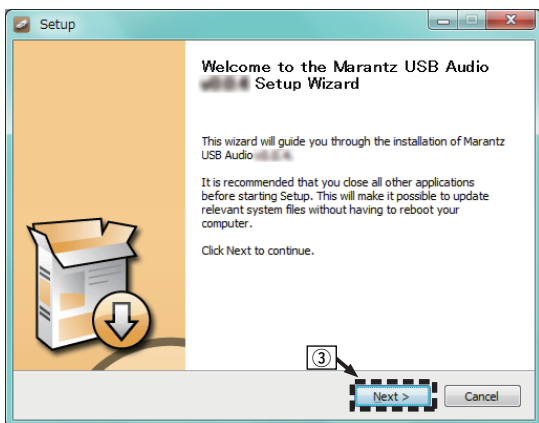 Setup
Welcome to the Marantz USB Audio
Setup Wizard
This wizard will guide you through the installation of Marantz
USB Audio
It is recommended that you close all other applications
before starting Setup. This will make it possible to update
relevant system files without having to reboot your
computer.
Click Next to continue.
③
Next >
Cancel